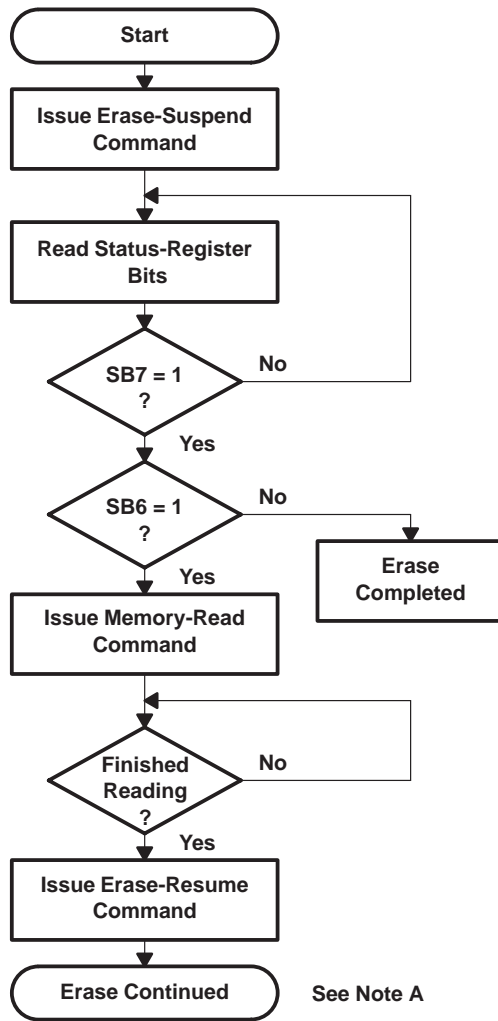 Start
Issue Erase-Suspend
Command
Read Status-Register
Bits
SB7 = 1
?
No
Yes
SB6 = 1
?
No
Yes
Erase
Completed
Issue Memory-Read
Command
Finished
Reading
?
No
Yes
Issue Erase-Resume
Command
Erase Continued
See Note A